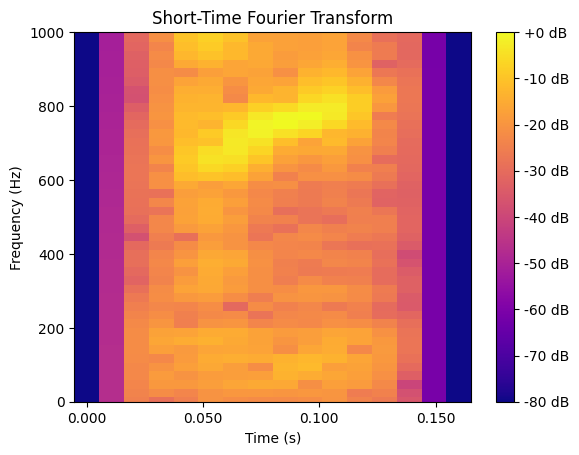 Short-Time Fourier Transform
1000
800
600
400
200
0
Frequency (Hz)
0.000
0.050
0.100
0.150
Time (s)
+0 dB
-10 dB
-20 dB
-30 dB
-40 dB
-50 dB
-60 dB
-70 dB
-80 dB